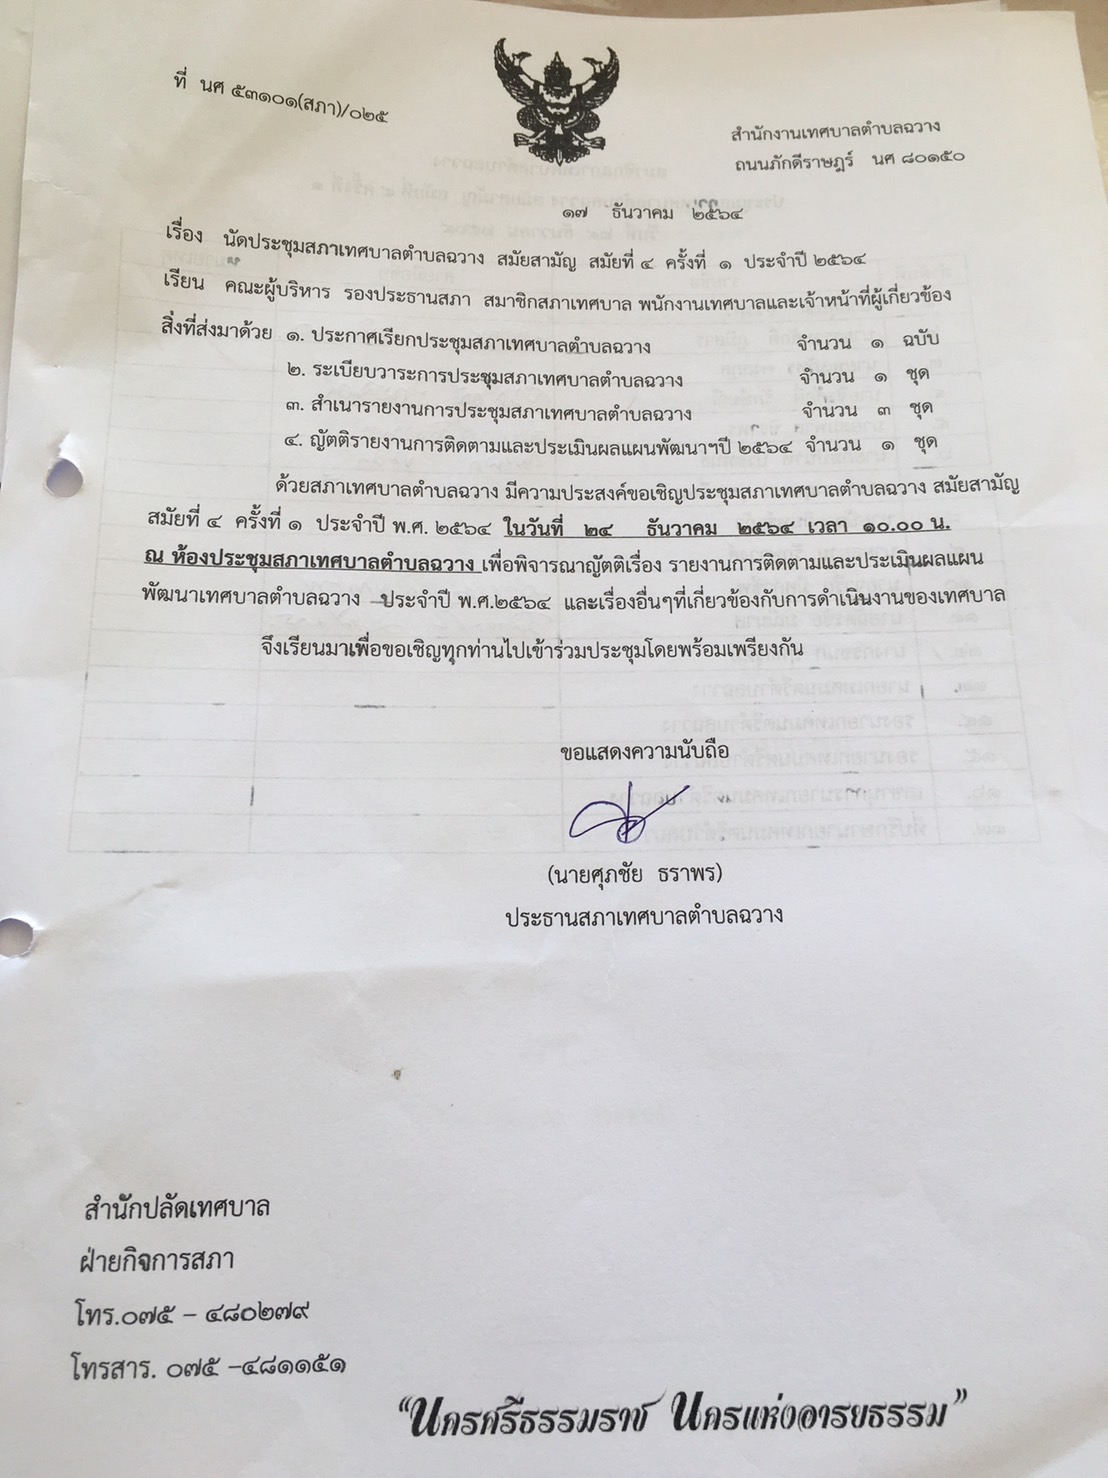 ที่ นศ ๕๓๑๐๑(สภา)/๐๒๕
สำนักงานเทศบาลตำบลฉวาง
ถนนภักดีราษฎร์ นศ ๘๐๑๕๐
๑๗ ธันวาคม ๒๕๖๔
เรื่อง นัดประชุมสภาเทศบาลตำบลฉวาง สมัยสามัญ สมัยที่ ๔ ครั้งที่ ๑ ประจำปี ๒๕๖๔
เรียน คณะผู้บริหาร รองประธานสภา สมาชิกสภาเทศบาล พนักงานเทศบาลและเจ้าหน้าที่ผู้เกี่ยวข้อง
สิ่งที่ส่งมาด้วย ๑. ประกาศเรียกประชุมสภาเทศบาลตำบลฉวาง จำนวน ๑ ฉบับ
๒. ระเบียบวาระการประชุมสภาเทศบาลตำบลฉวาง จำนวน ๑ ชุด
๓. สำเนารายงานการประชุมสภาเทศบาลตำบลฉวาง จำนวน ๓ ชุด
๔. ญัตติรายงานการติดตามและประเมินผลแผนพัฒนาฯปี ๒๕๖๔ จำนวน ๑ ชุด
ด้วยสภาเทศบาลตำบลฉวาง มีความประสงค์ขอเชิญประชุมสภาเทศบาลตำบลฉวาง สมัยสามัญ
สมัยที่ ๔ ครั้งที่ ๑ ประจำปี พ.ศ. ๒๕๖๔ ในวันที่ ๒๔ ธันวาคม ๒๕๖๔ เวลา ๑๐.๐๐ น.
ณ ห้องประชุมสภาเทศบาลตำบลฉวาง เพื่อพิจารณาญัตติเรื่อง รายงานการติดตามและประเมินผลแผน
พัฒนาเทศบาลตำบลฉวาง ประจำปี พ.ศ.๒๕๖๔ และเรื่องอื่นๆที่เกี่ยวข้องกับการดำเนินงานของเทศบาล
จึงเรียนมาเพื่อขอเชิญทุกท่านไปเข้าร่วมประชุมโดยพร้อมเพรียงกัน
ขอแสดงความนับถือ
(นายศุภชัย ธราพร)
ประธานสภาเทศบาลตำบลฉวาง
สำนักปลัดเทศบาล
ฝ่ายกิจการสภา
โทร.๐๗๕ – ๔๘๐๒๗๙
โทรสาร. ๐๗๕ –๔๘๑๑๕๑
“นครศรีธรรมราช นครแห่งอารยธรรม”